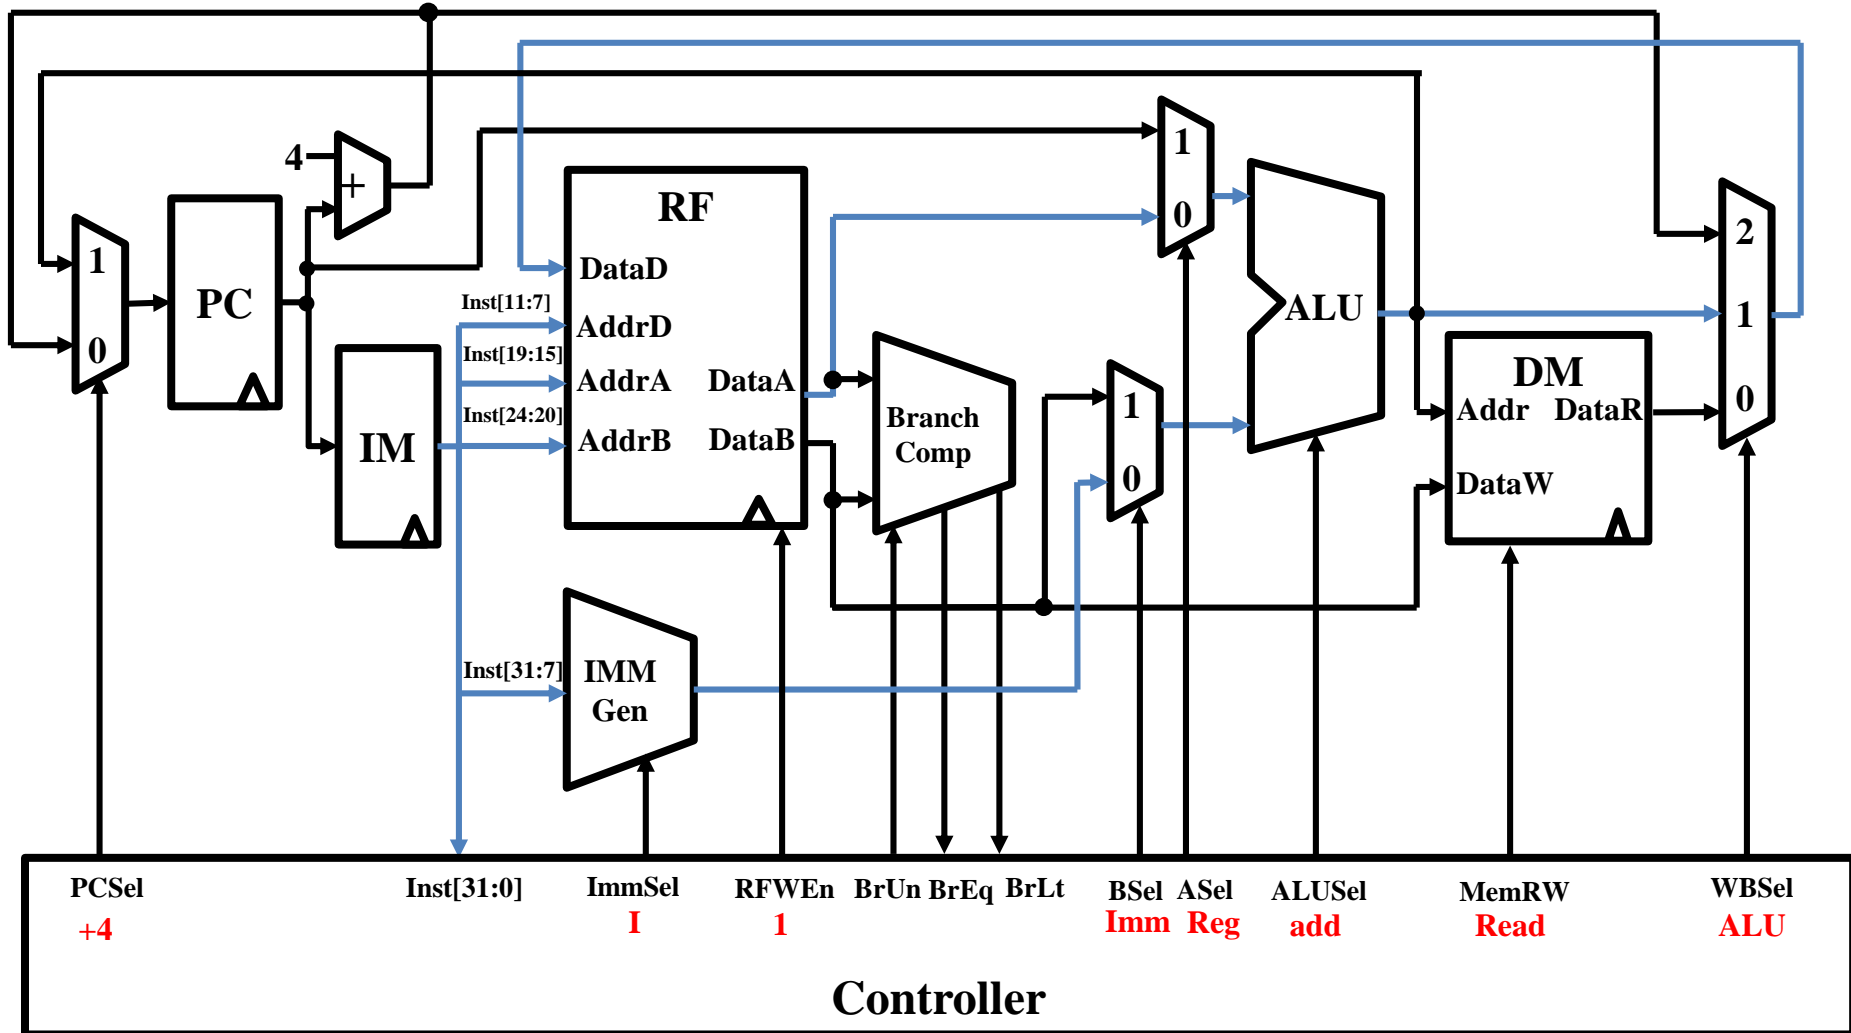 4
+
1
0
PC
IM
Inst[11:7]
Inst[19:15]
Inst[24:20]
Inst[31:7]
RF
DataD
AddrD
AddrA
AddrB
DataA
DataB
IMM
Gen
Branch
Comp
1
0
1
0
ALU
DM
Addr
DataR
DataW
2
1
0
PCSel
Inst[31:0]
ImmSel
RFWEn
BrUn
BrEq
BrLt
BSel
ASel
ALUSel
MemRW
WBSel
+4
I
1
Imm
Reg
add
Read
ALU
Controller